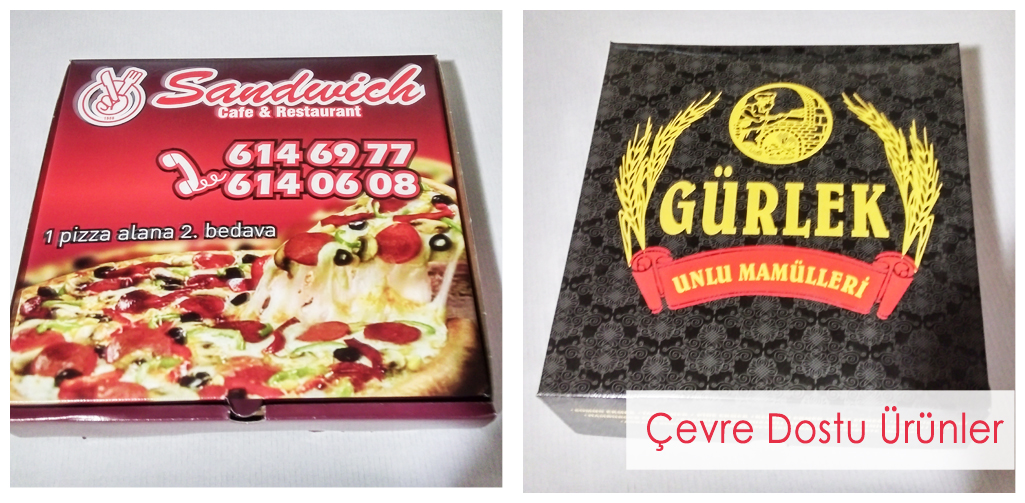 Sandwich
Cafe & Restaurant
614 69 77
614 06 08
1 pizza alana 2. bedava
GÜRLEK
UNLU MAMÜLLERİ
Çevre Dostu Ürünler